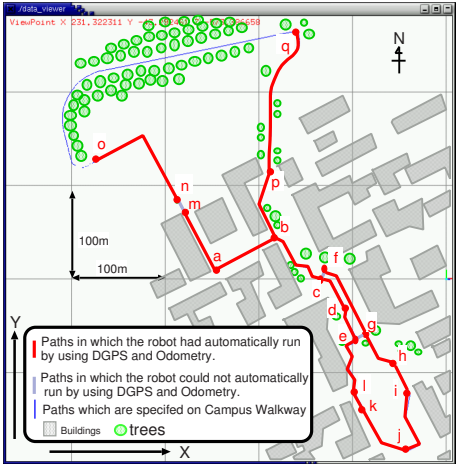 ./data_viewer
ViewPoint X 231.322311 Y
q
N
o
n
m
p
b
a
f
c
d
g
e
h
l
i
k
j
100m
100m
Y
X
Paths in which the robot had automatically run
by using DGPS and Odometry.
Paths in which the robot could not automatically
run by using DGPS and Odometry.
Paths which are specifed on Campus Walkway
Buildings
trees